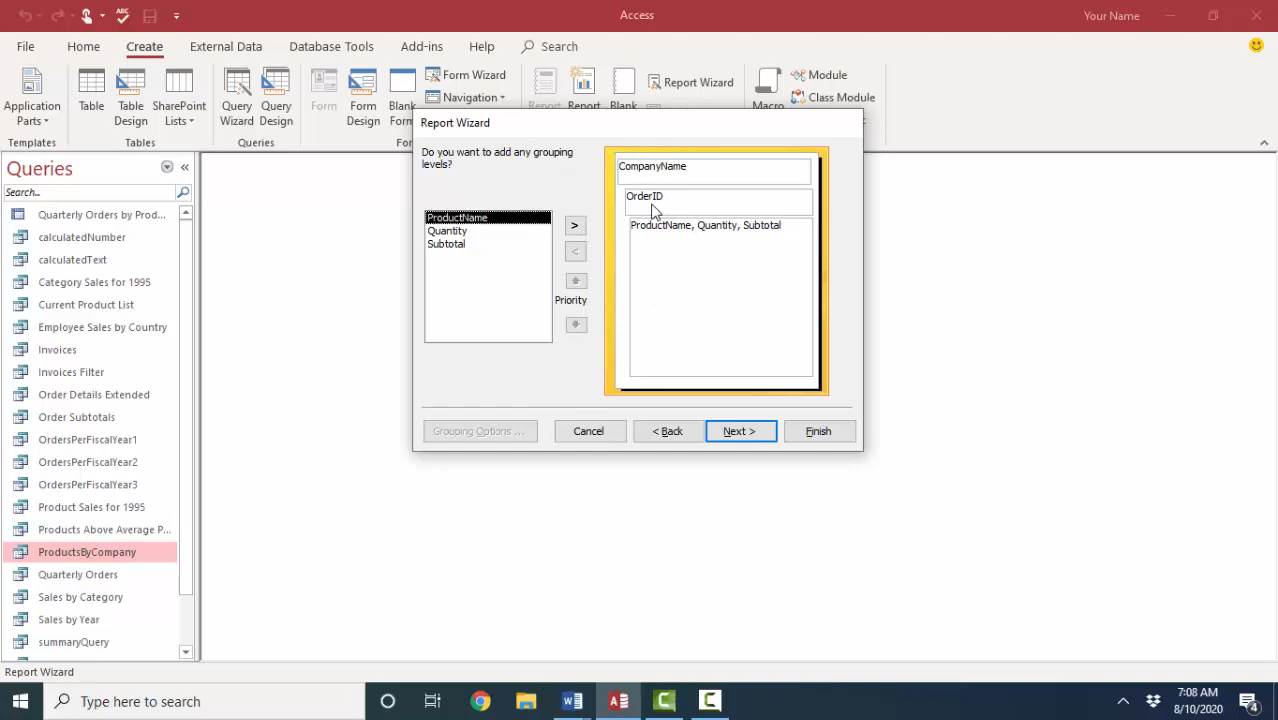 Access
Your Name
File
Home
Create
External Data
Database Tools
Add-ins
Help
Search
Application
Parts
Table
Table
Design
SharePoint
Lists
Query
Wizard
Query
Design
Form
Form
Design
Blank
Form
Form Wizard
Navigation
Report
Report
Blank
Report Wizard
Macro
Module
Class Module
Templates
Tables
Queries
Queries
Search...
Quarterly Orders by Prod...
calculatedNumber
calculatedText
Category Sales for 1995
Current Product List
Employee Sales by Country
Invoices
Invoices Filter
Order Details Extended
Order Subtotals
OrdersPerFiscalYear1
OrdersPerFiscalYear2
OrdersPerFiscalYear3
Product Sales for 1995
Products Above Average P...
ProductsByCompany
Quarterly Orders
Sales by Category
Sales by Year
summaryQuery
Report Wizard
Do you want to add any grouping
levels?
ProductName
Quantity
Subtotal
>
<
Priority
CompanyName
OrderID
ProductName, Quantity, Subtotal
Grouping Options ...
Cancel
< Back
Next >
Finish
Report Wizard
Type here to search
7:08 AM
8/10/2020
4